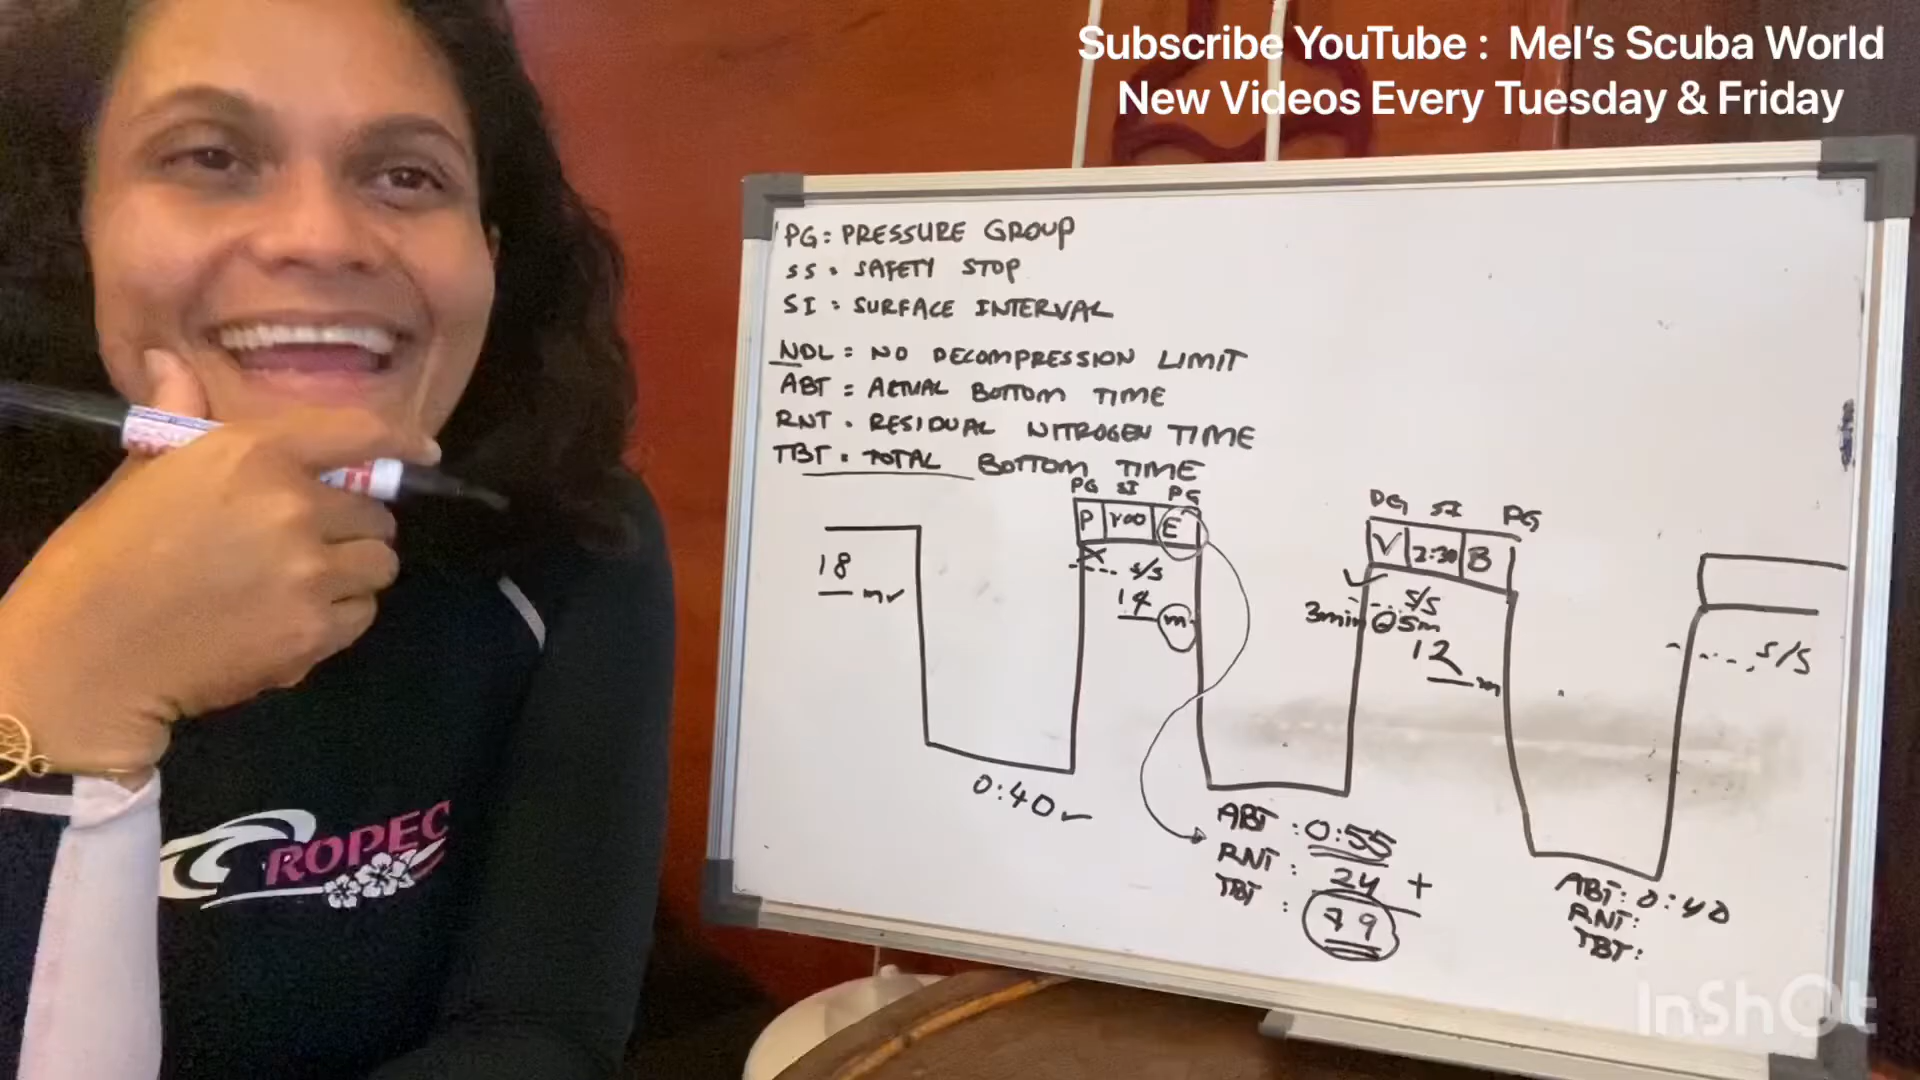 Subscribe YouTube : Mel's Scuba World
New Videos Every Tuesday & Friday
PG: PRESSURE GROUP
SS: SAFETY STOP
SI: SURFACE INTERVAL
NDL = NO DECOMPRESSION LIMIT
ABT = ACTUAL BOTTOM TIME
RNT. RESIDUAL NITROGEN TIME
TBT: TOTAL BOTTOM TIME
PG SI PG
P E
S/S
18 m
14 m
0:40
PG SI PG
V 2:30 B
S/S
3min @5m
12 m
ABT: 0:55
RNT: 24 +
TBT: 79
S/S
ABT: 0:40
RNT:
TBT:
ROPEC
InShOt